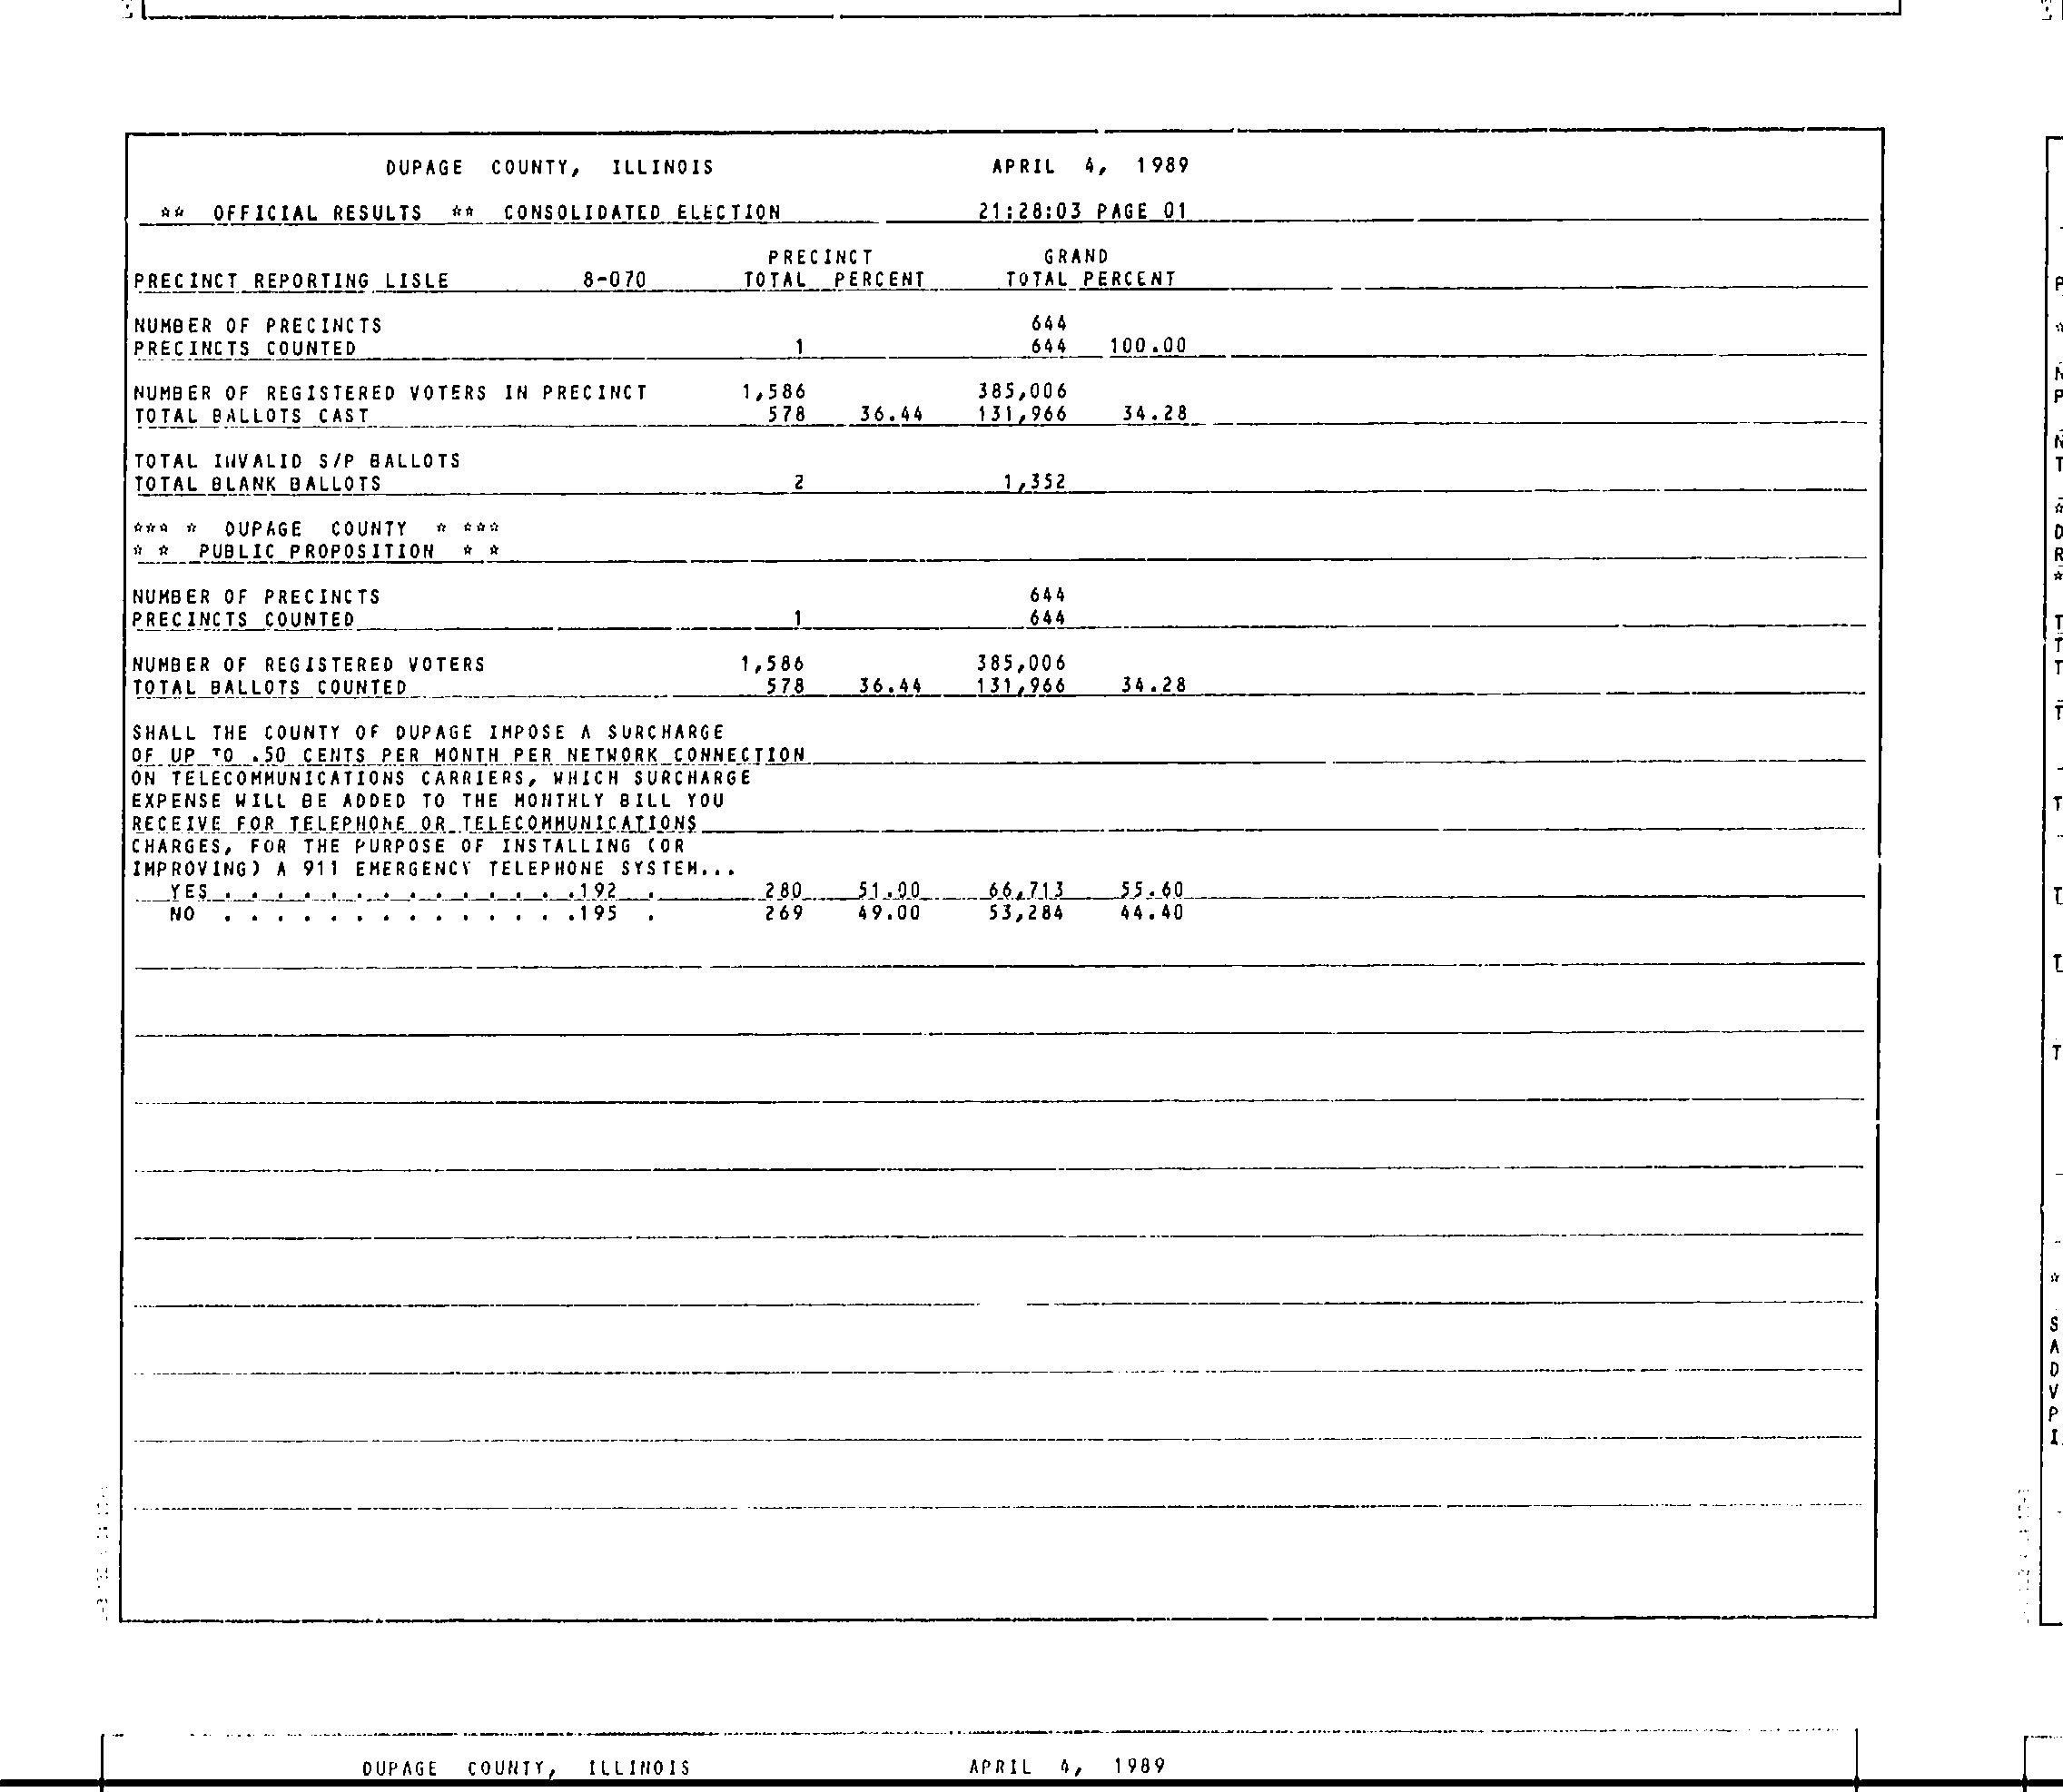 DUPAGE COUNTY, ILLINOIS APRIL 4, 1989
** OFFICIAL RESULTS ** CONSOLIDATED ELECTION 21:28:03 PAGE 01
PRECINCT GRAND
PRECINCT REPORTING LISLE 8-070 TOTAL PERCENT TOTAL PERCENT
NUMBER OF PRECINCTS 644
PRECINCTS COUNTED 1 644 100.00
NUMBER OF REGISTERED VOTERS IN PRECINCT 1,586 385,006
TOTAL BALLOTS CAST 578 36.44 131,966 34.28
TOTAL INVALID S/P BALLOTS
TOTAL BLANK BALLOTS 2 1,352
*** * DUPAGE COUNTY * ***
* * PUBLIC PROPOSITION * *
NUMBER OF PRECINCTS 644
PRECINCTS COUNTED 1 644
NUMBER OF REGISTERED VOTERS 1,586 385,006
TOTAL BALLOTS COUNTED 578 36.44 131,966 34.28
SHALL THE COUNTY OF DUPAGE IMPOSE A SURCHARGE
OF UP TO .50 CENTS PER MONTH PER NETWORK CONNECTION
ON TELECOMMUNICATIONS CARRIERS, WHICH SURCHARGE
EXPENSE WILL BE ADDED TO THE MONTHLY BILL YOU
RECEIVE FOR TELEPHONE OR TELECOMMUNICATIONS
CHARGES, FOR THE PURPOSE OF INSTALLING (OR
IMPROVING) A 911 EMERGENCY TELEPHONE SYSTEM...
YES . . . . . . . . . . . . . .192 . 280 51.00 66,713 55.60
NO . . . . . . . . . . . . . .195 . 269 49.00 53,284 44.40
DUPAGE COUNTY, ILLINOIS APRIL 4, 1989